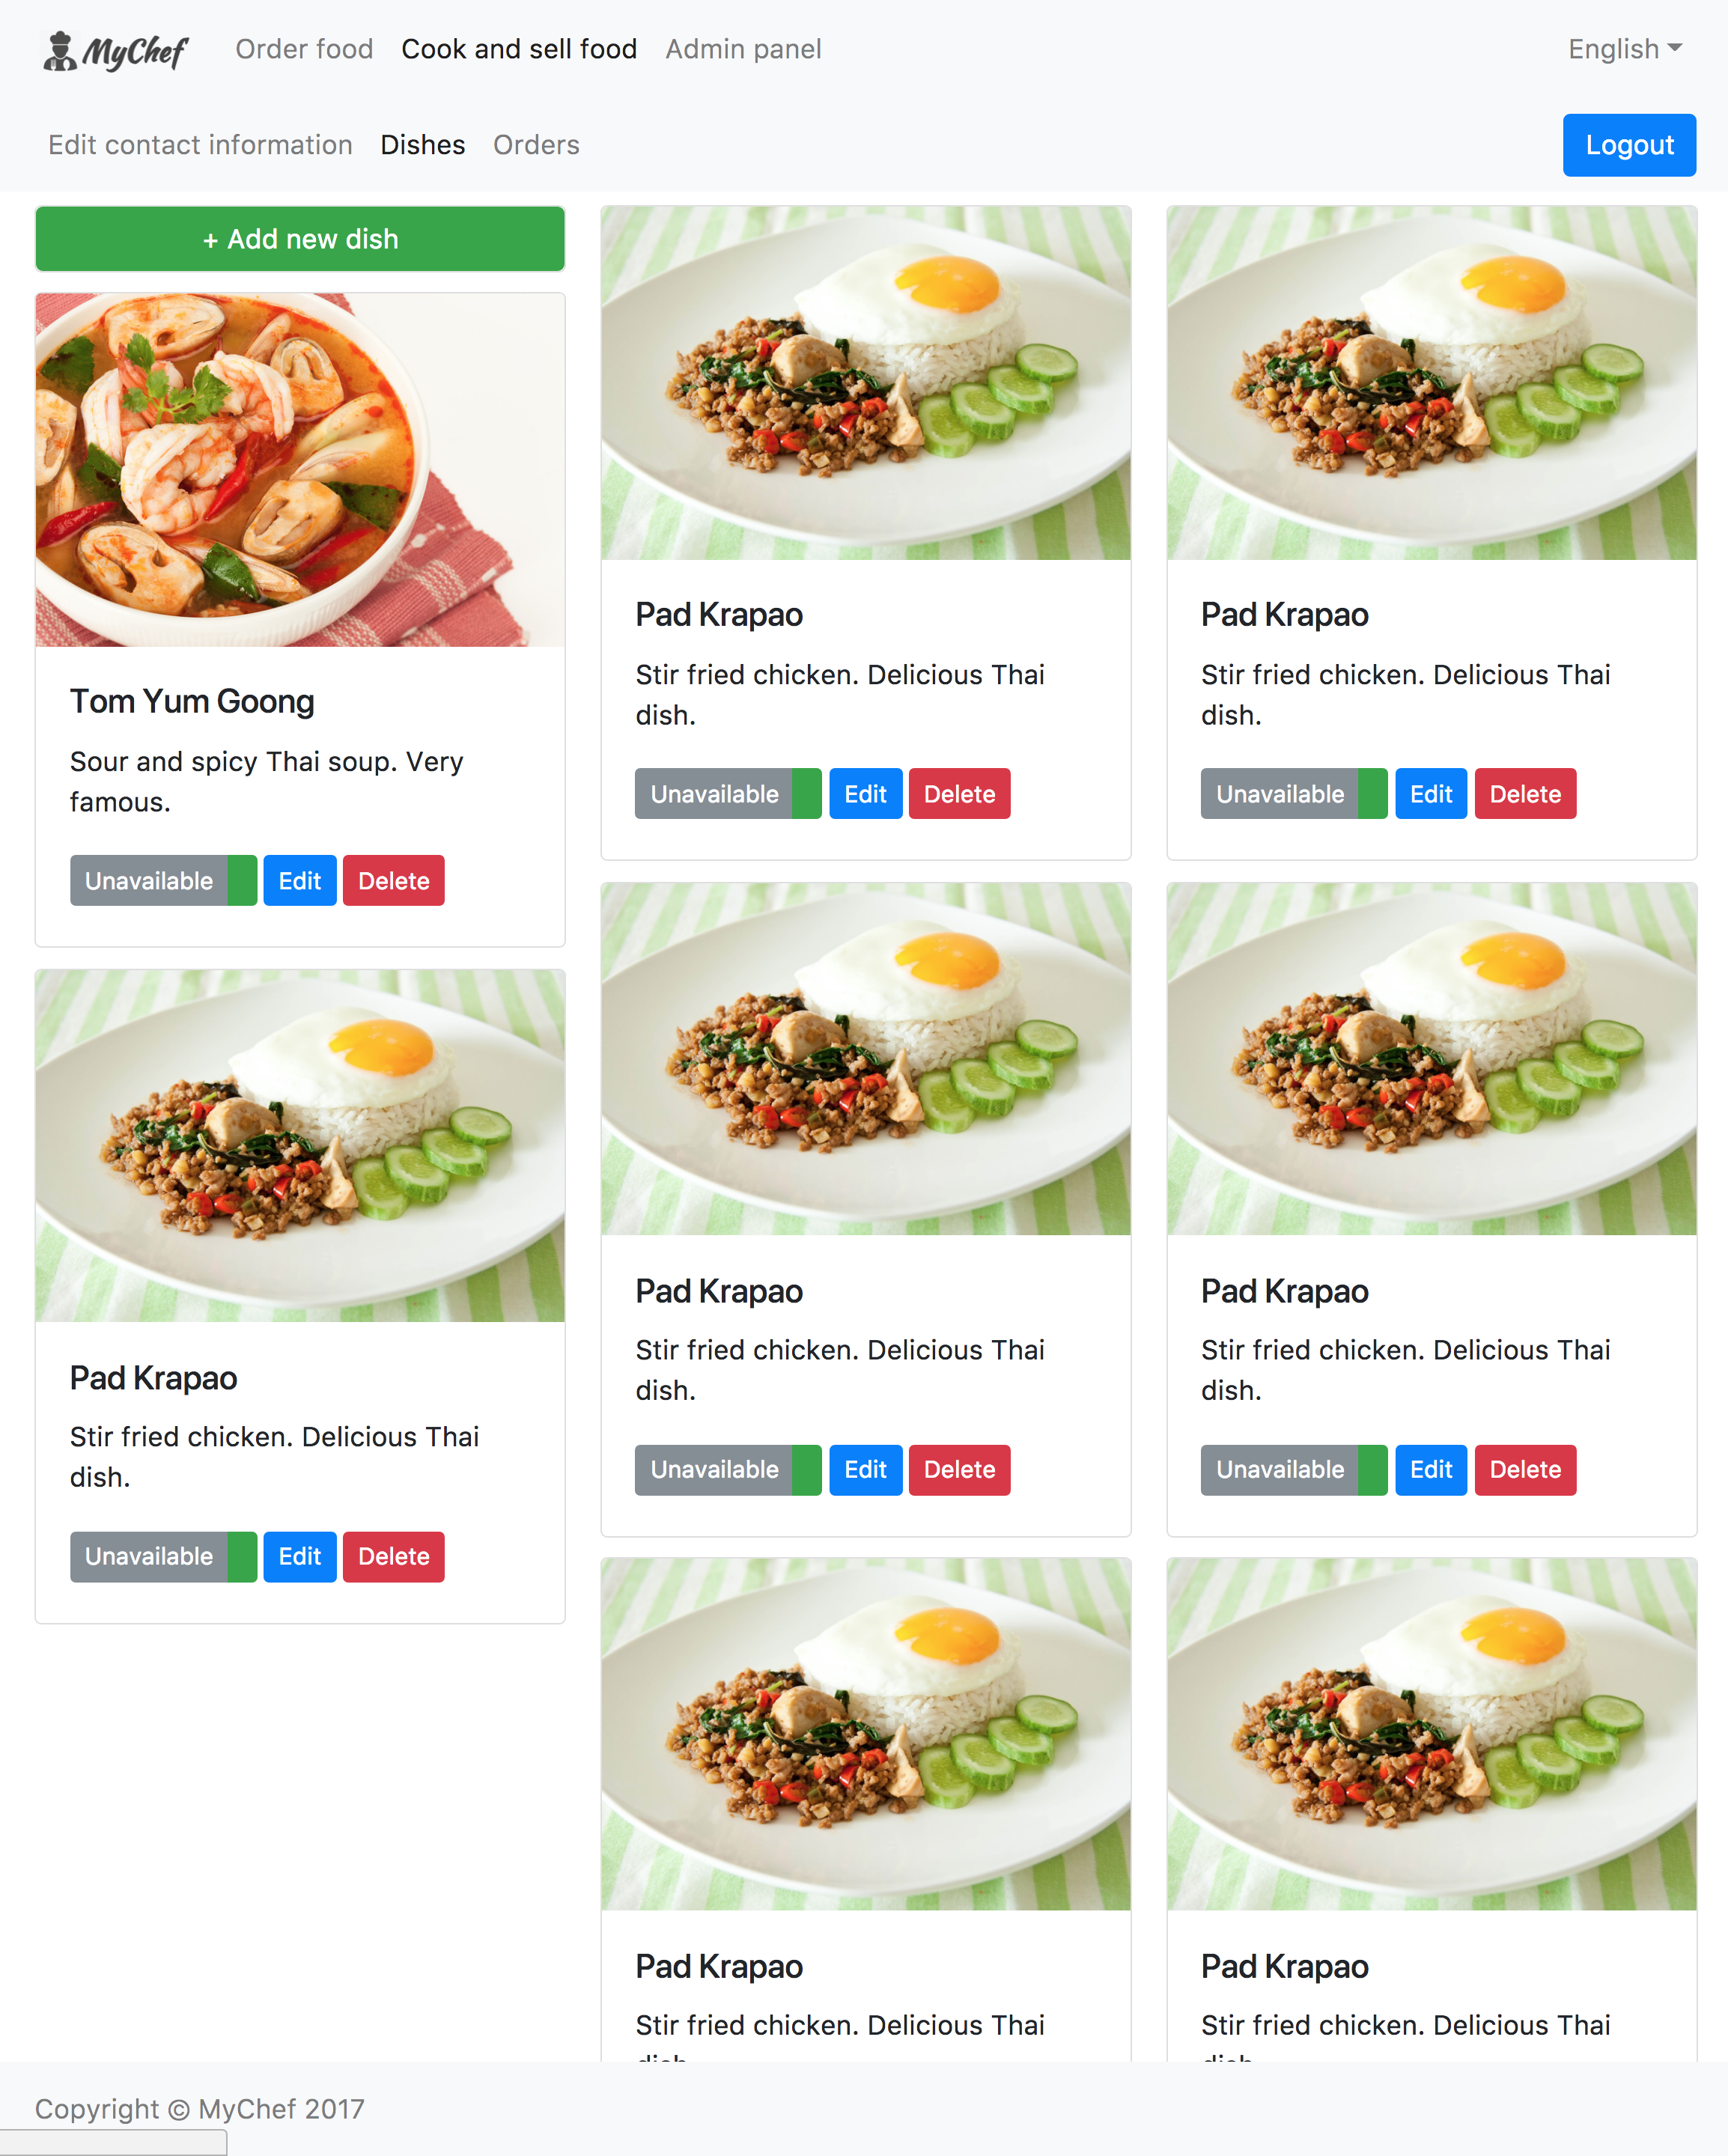 MyChef
Order food
Cook and sell food
Admin panel
English
Edit contact information
Dishes
Orders
Logout
+ Add new dish
Tom Yum Goong
Sour and spicy Thai soup. Very
famous.
Unavailable
Edit
Delete
Pad Krapao
Stir fried chicken. Delicious Thai
dish.
Unavailable
Edit
Delete
Pad Krapao
Stir fried chicken. Delicious Thai
dish.
Unavailable
Edit
Delete
Pad Krapao
Stir fried chicken. Delicious Thai
dish.
Unavailable
Edit
Delete
Pad Krapao
Stir fried chicken. Delicious Thai
Pad Krapao
Stir fried chicken. Delicious Thai
dish.
Unavailable
Edit
Delete
Pad Krapao
Stir fried chicken. Delicious Thai
dish.
Unavailable
Edit
Delete
Pad Krapao
Stir fried chicken. Delicious Thai
Copyright © MyChef 2017